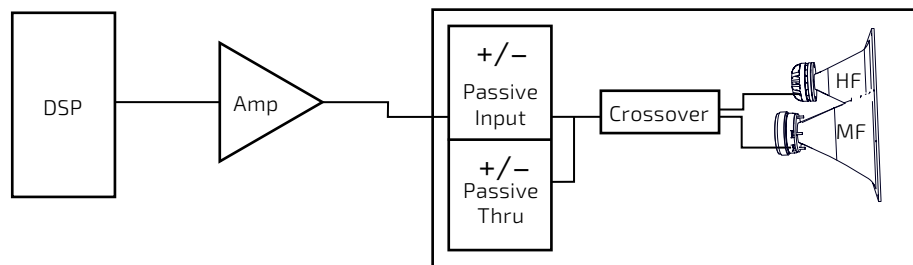 DSP
Amp
+/–
Passive
Input
+/–
Passive
Thru
Crossover
HF
MF